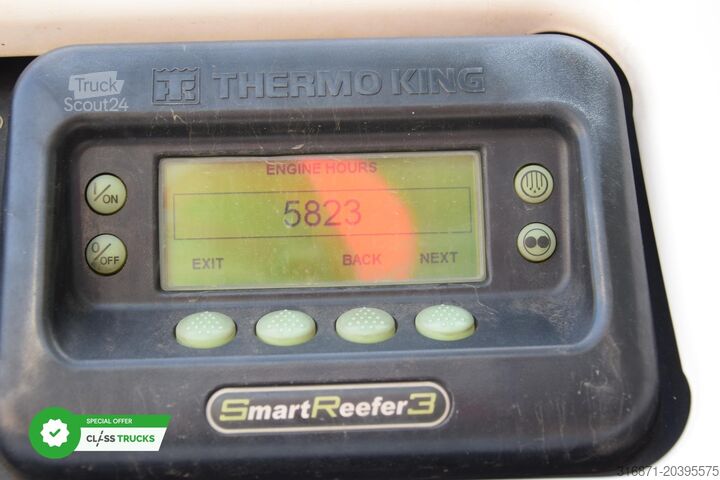 Truck
Scout24
THERMO KING
ENGINE HOURS
I/ON
5823
O/OFF
EXIT BACK NEXT
SmartReefer3
SPECIAL OFFER
CLASS TRUCKS
316871-20395575